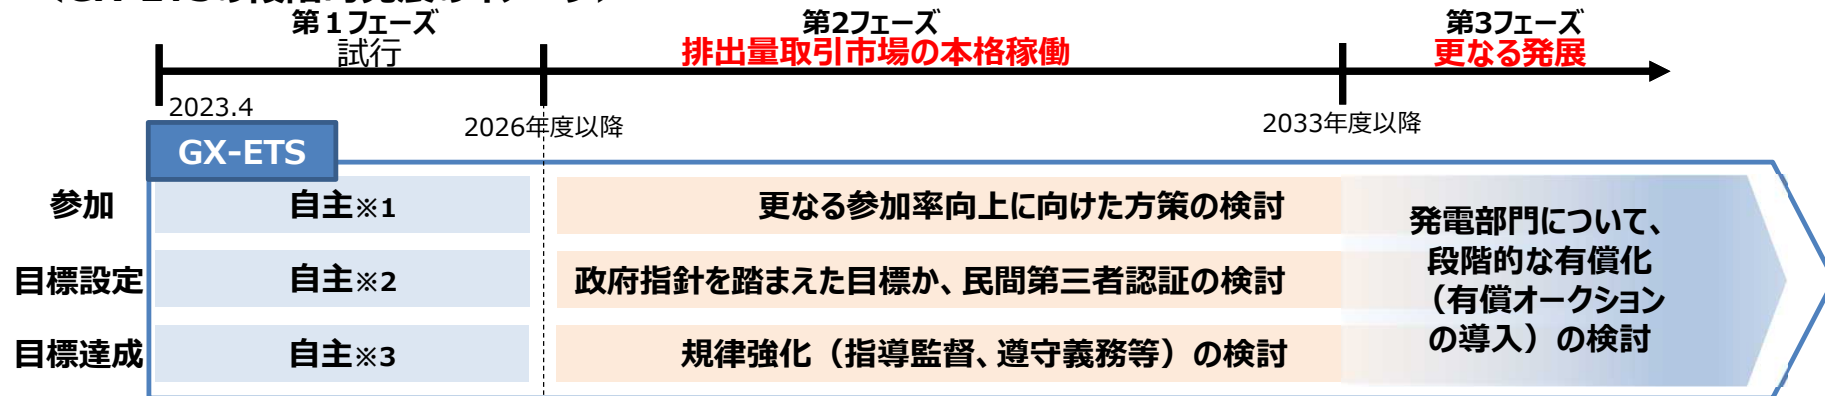 第１フェーズ
試行
第2フェーズ
排出量取引市場の本格稼働
第3フェーズ
更なる発展
2023.4
2026年度以降
2033年度以降
GX-ETS
参加
自主※1
更なる参加率向上に向けた方策の検討
目標設定
自主※2
政府指針を踏まえた目標か、民間第三者認証の検討
目標達成
自主※3
規律強化（指導監督、遵守義務等）の検討
発電部門について、
段階的な有償化
（有償オークション
の導入）の検討